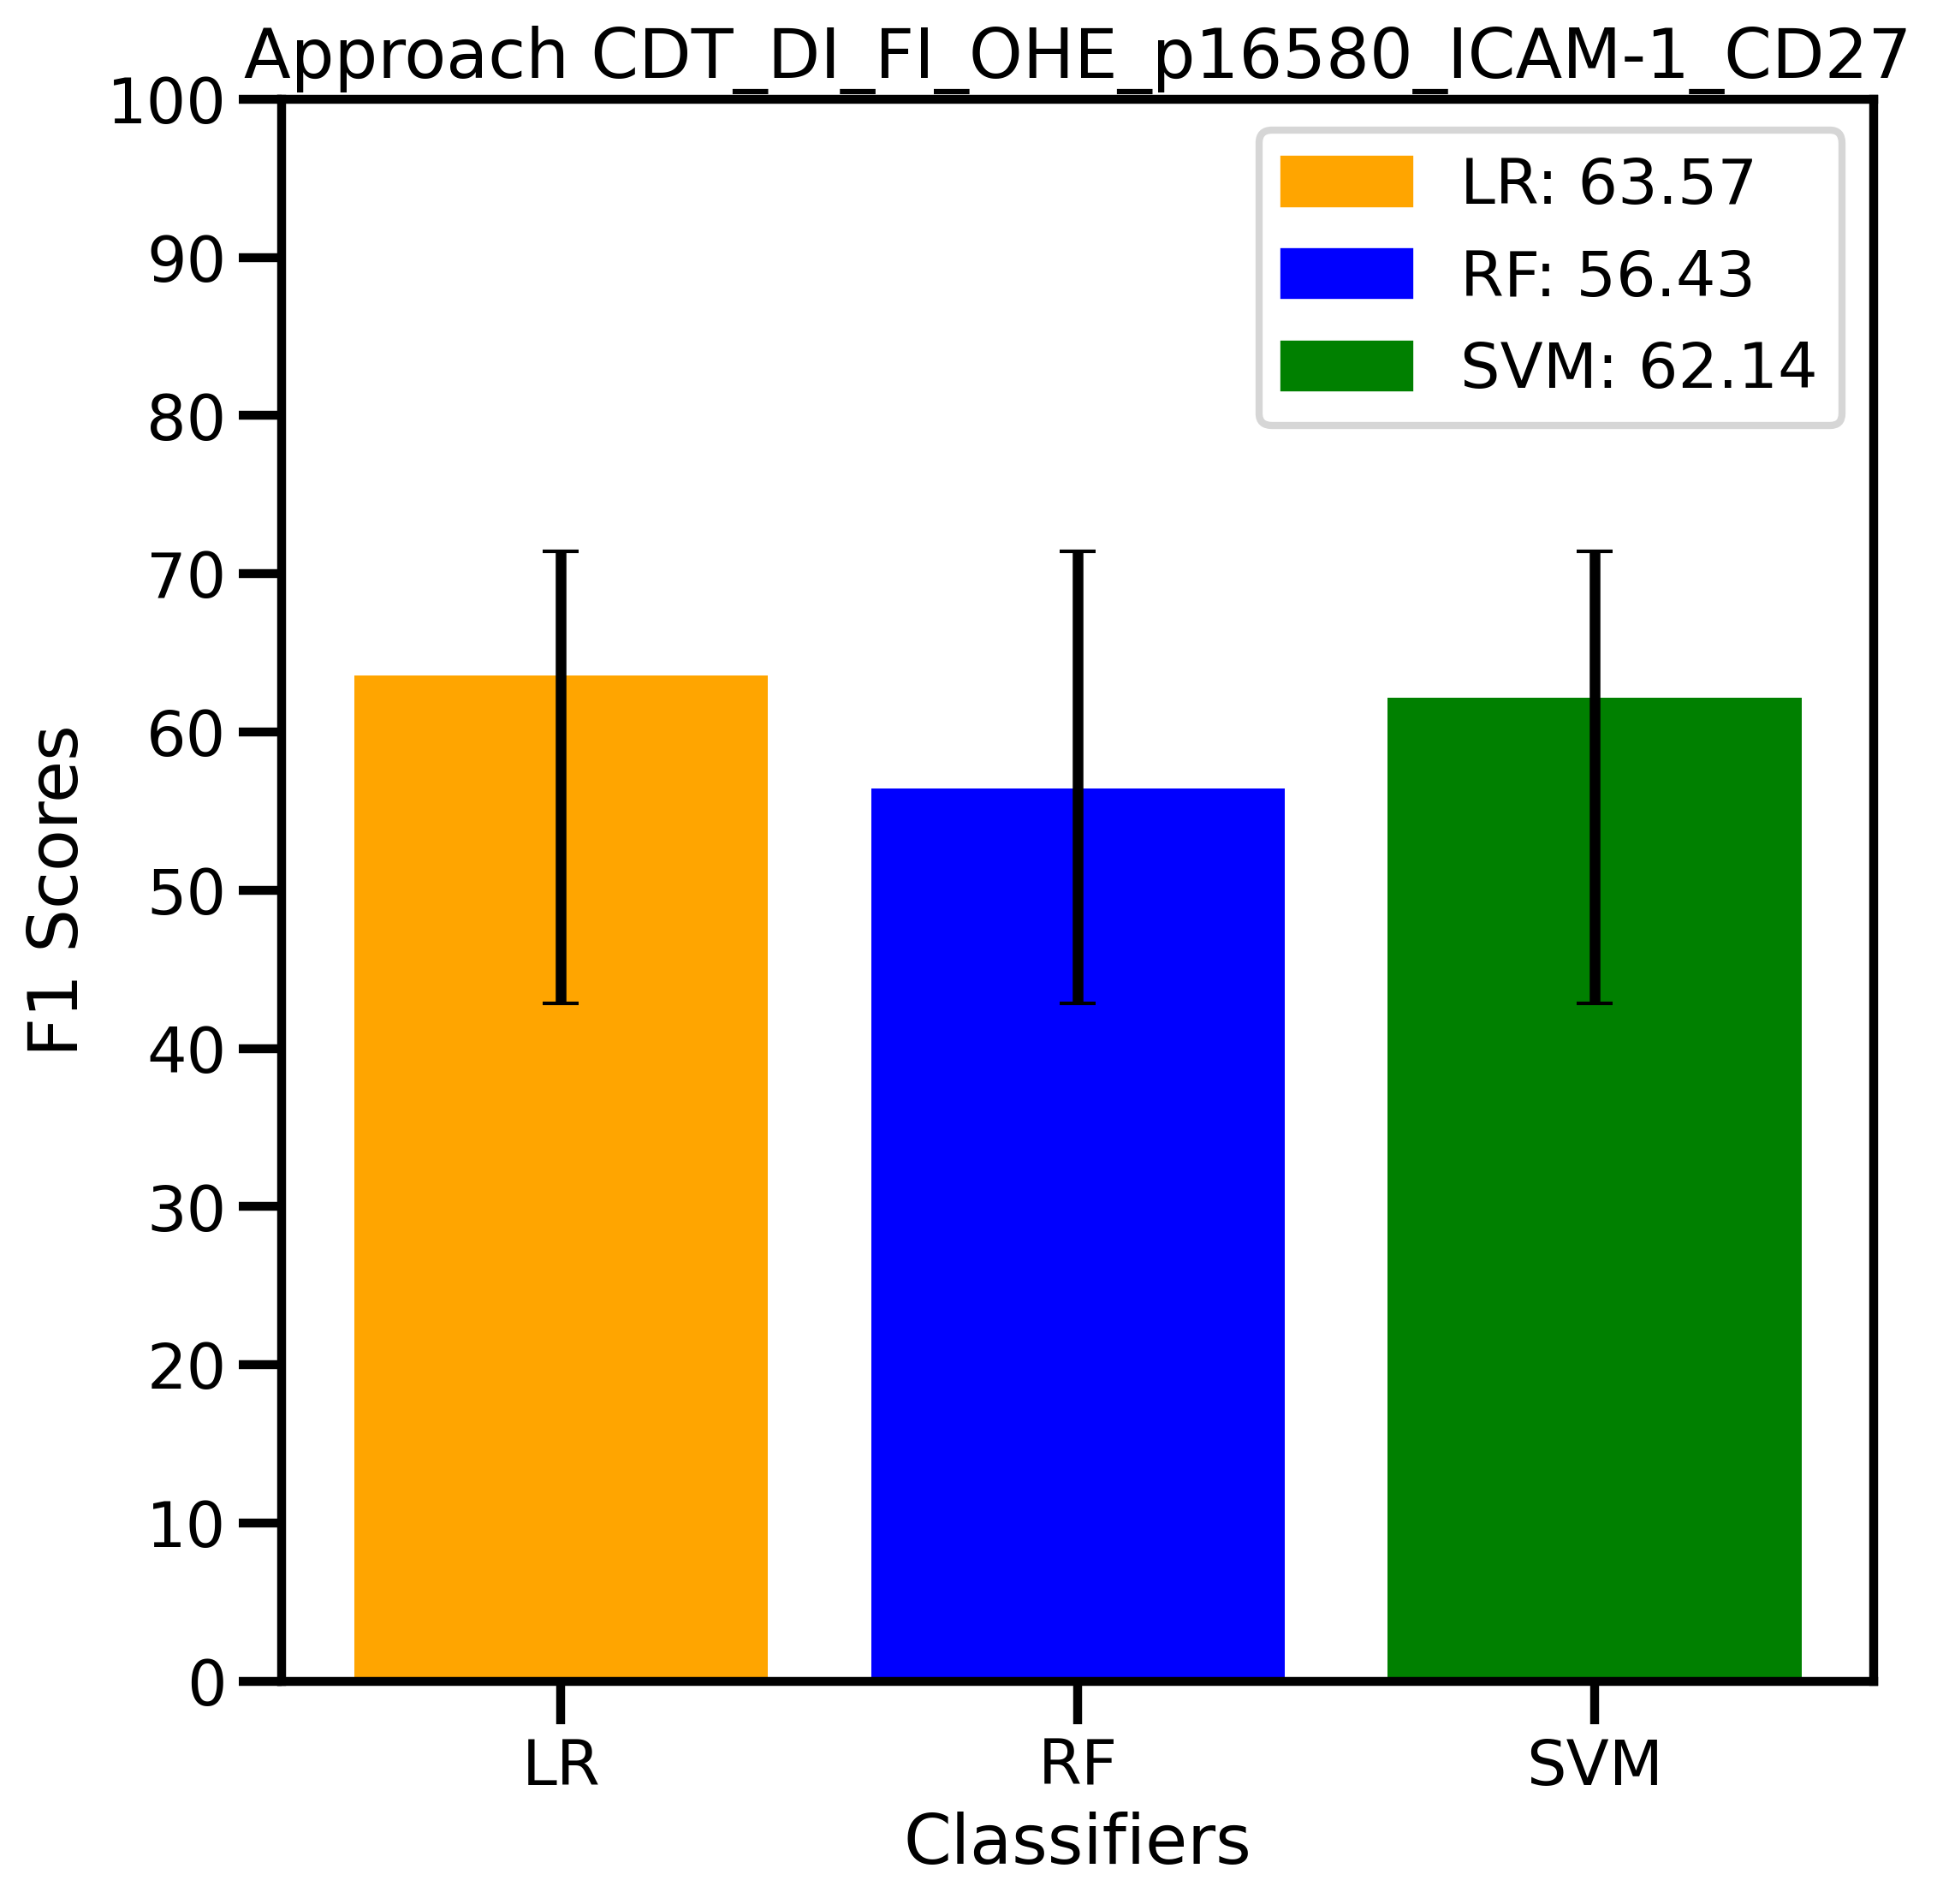 Approach CDT_DI_FI_OHE_p16580_ICAM-1_CD27
LR: 63.57
RF: 56.43
SVM: 62.14
F1 Scores
100
90
80
70
60
50
40
30
20
10
0
LR RF SVM
Classifiers